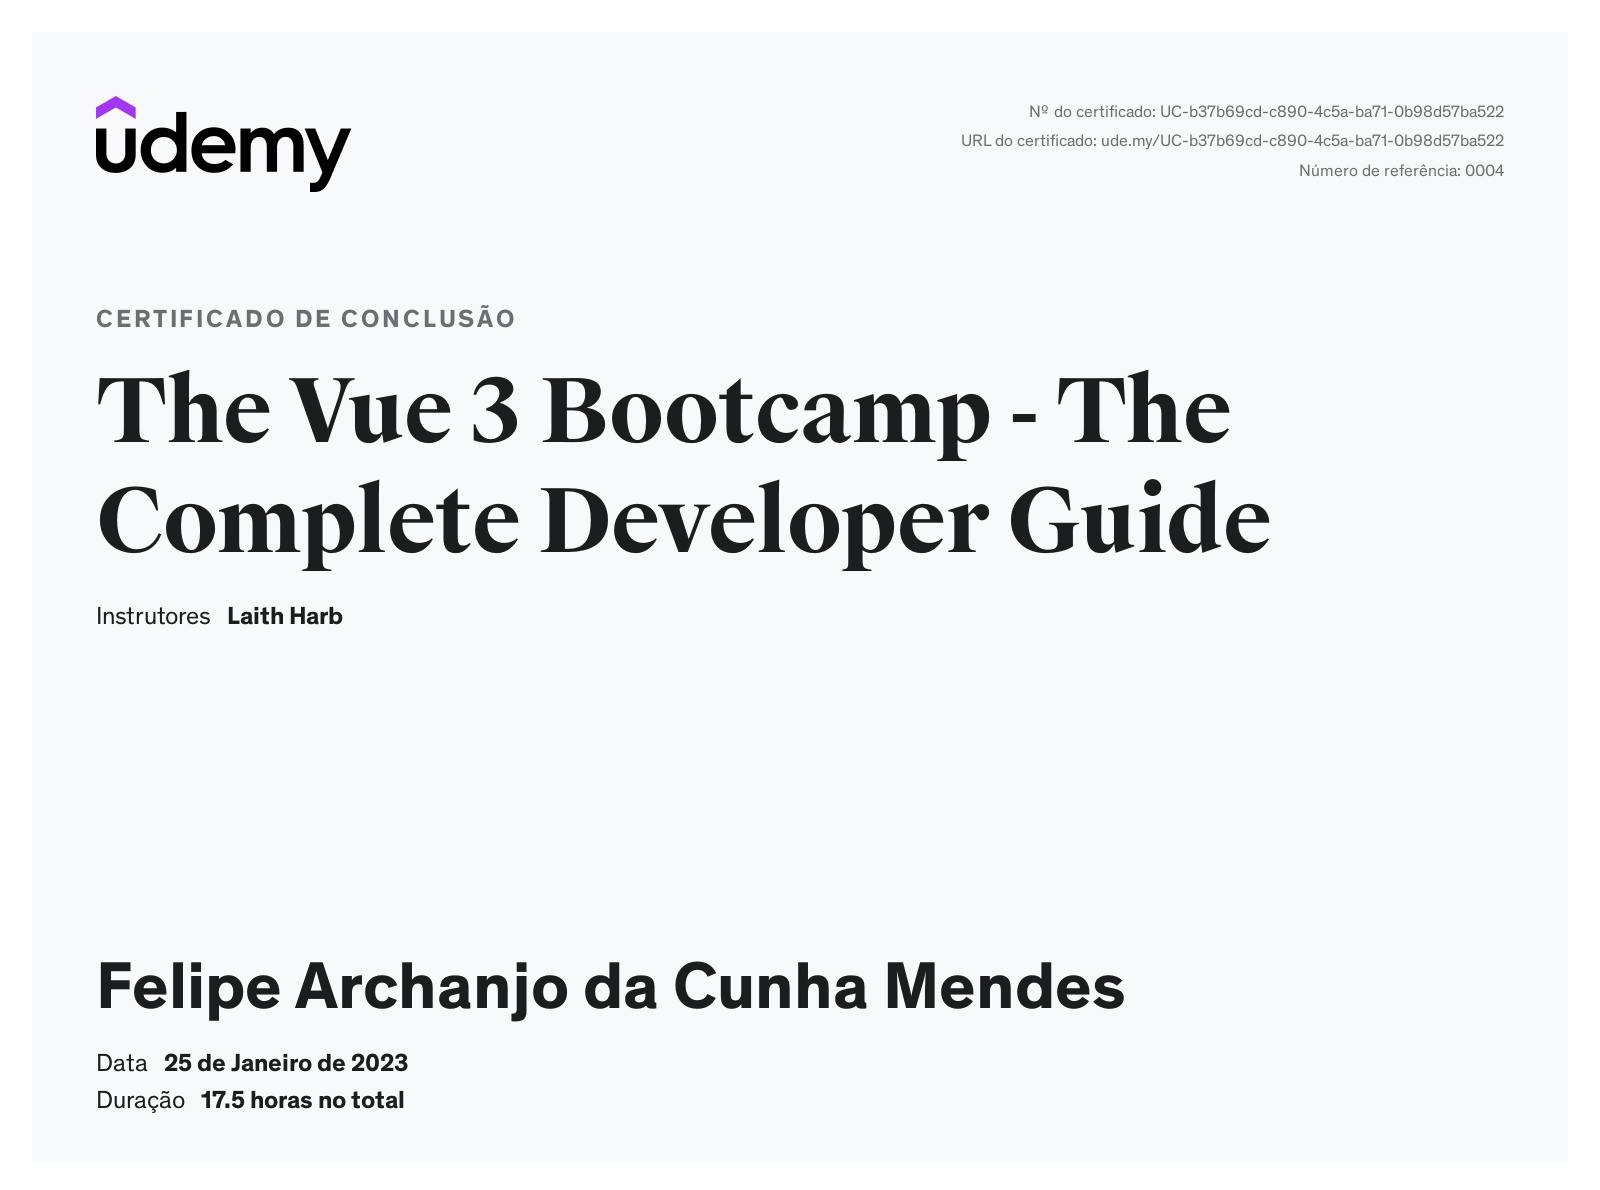 udemy
Nº do certificado: UC-b37b69cd-c890-4c5a-ba71-0b98d57ba522
URL do certificado: ude.my/UC-b37b69cd-c890-4c5a-ba71-0b98d57ba522
Número de referência: 0004
CERTIFICADO DE CONCLUSÃO
The Vue 3 Bootcamp - The
Complete Developer Guide
Instrutores Laith Harb
Felipe Archanjo da Cunha Mendes
Data 25 de Janeiro de 2023
Duração 17.5 horas no total